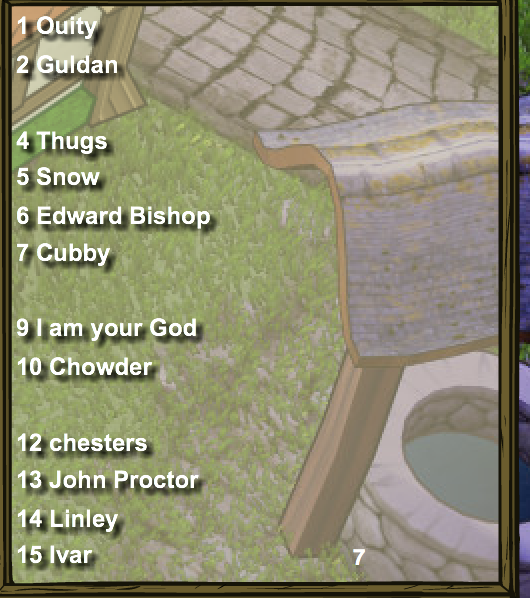 1 Ouity
2 Guldan
4 Thugs
5 Snow
6 Edward Bishop
7 Cubby
9 I am your God
10 Chowder
12 chesters
13 John Proctor
14 Linley
15 Ivar
7